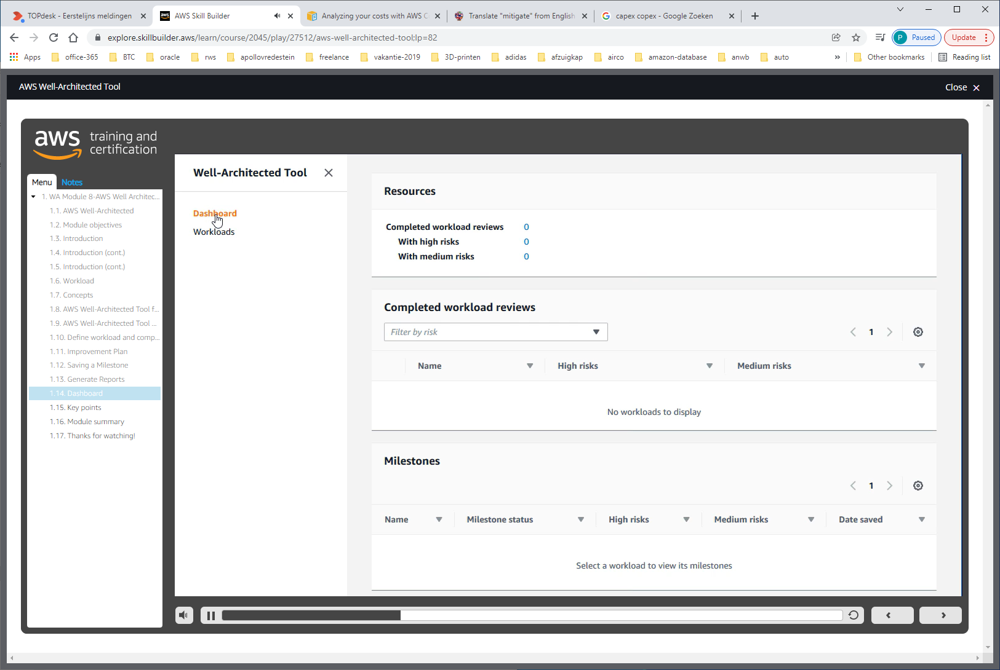 TOPdesk - Eerstelijns meldingen
AWS Skill Builder
Analyzing your costs with AWS C
Translate "mitigate" from English
capex copex - Google Zoeken
explore.skillbuilder.aws/learn/course/2045/play/27512/aws-well-architected-tool;lp=82
P Paused
Update
Apps
office-365
BTC
oracle
rws
apollovredestein
freelance
vakantie-2019
3D-printen
adidas
afzuigkap
airco
amazon-database
anwb
auto
»
Other bookmarks
Reading list
AWS Well-Architected Tool
Close
aws training and
certification
Menu
Notes
1. WA Module 8-AWS Well Architec...
1.1. AWS Well-Architected
1.2. Module objectives
1.3. Introduction
1.4. Introduction (cont.)
1.5. Introduction (cont.)
1.6. Workload
1.7. Concepts
1.8. AWS Well-Architected Tool f...
1.9. AWS Well-Architected Tool ...
1.10. Define workload and comp...
1.11. Improvement Plan
1.12. Saving a Milestone
1.13. Generate Reports
1.14. Dashboard
1.15. Key points
1.16. Module summary
1.17. Thanks for watching!
Well-Architected Tool
Dashboard
Workloads
Resources
Completed workload reviews 0
With high risks 0
With medium risks 0
Completed workload reviews
Filter by risk
1
Name High risks Medium risks
No workloads to display
Milestones
1
Name Milestone status High risks Medium risks Date saved
Select a workload to view its milestones